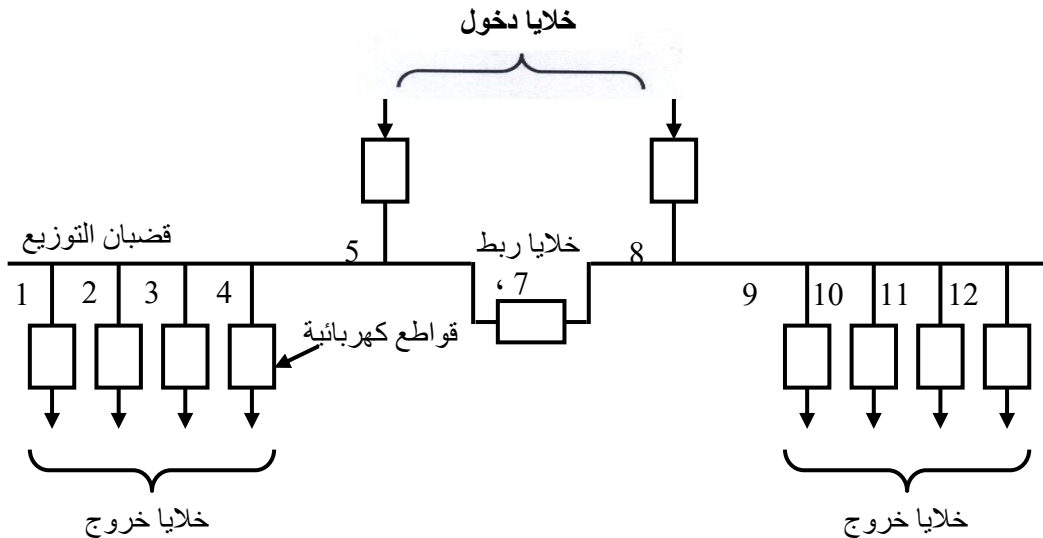 خلايا دخول
قضبان التوزيع
5
خلايا ربط
، 7
8
1 2 3 4
9 10 11 12
قواطع كهربائية
خلايا خروج
خلايا خروج